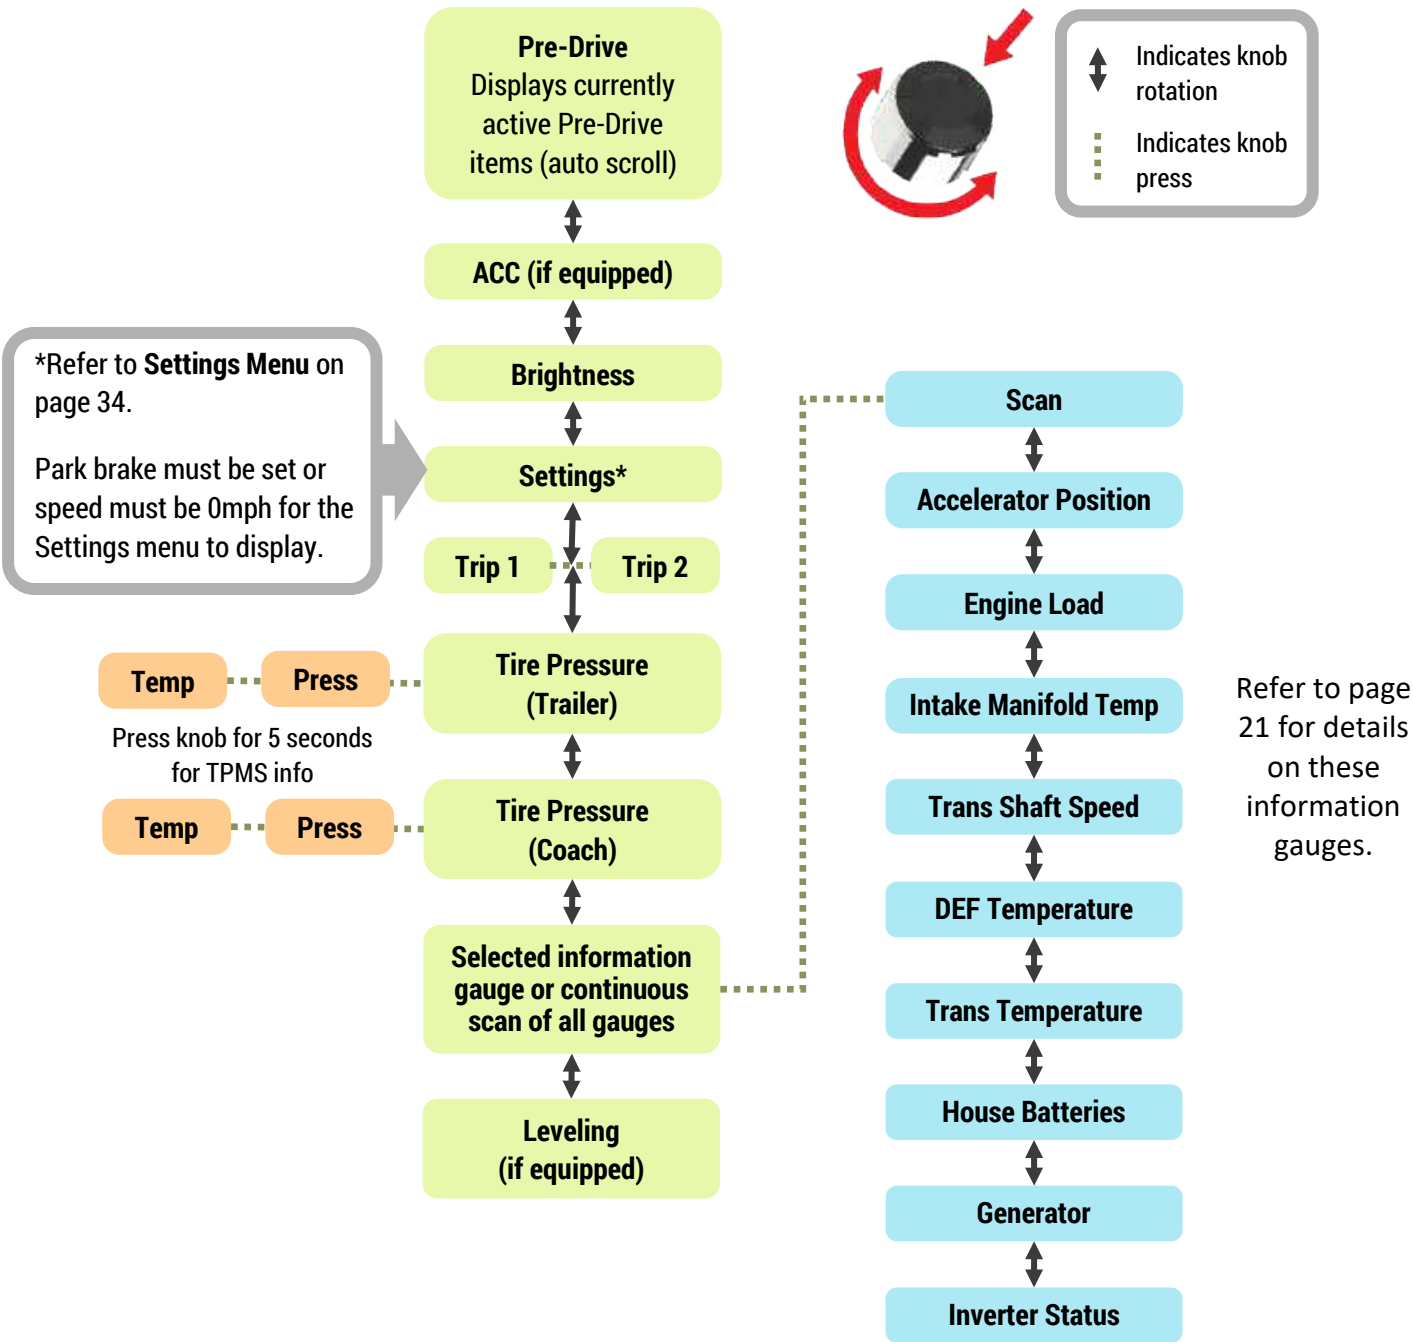 Pre-Drive
Displays currently
active Pre-Drive
items (auto scroll)
Indicates knob
rotation
Indicates knob
press
ACC (if equipped)
Brightness
*Refer to Settings Menu on
page 34.
Park brake must be set or
speed must be 0mph for the
Settings menu to display.
Settings*
Trip 1
Trip 2
Temp
Press
Tire Pressure
(Trailer)
Press knob for 5 seconds
for TPMS info
Temp
Press
Tire Pressure
(Coach)
Selected information
gauge or continuous
scan of all gauges
Leveling
(if equipped)
Scan
Accelerator Position
Engine Load
Intake Manifold Temp
Trans Shaft Speed
DEF Temperature
Trans Temperature
House Batteries
Generator
Inverter Status
Refer to page
21 for details
on these
information
gauges.